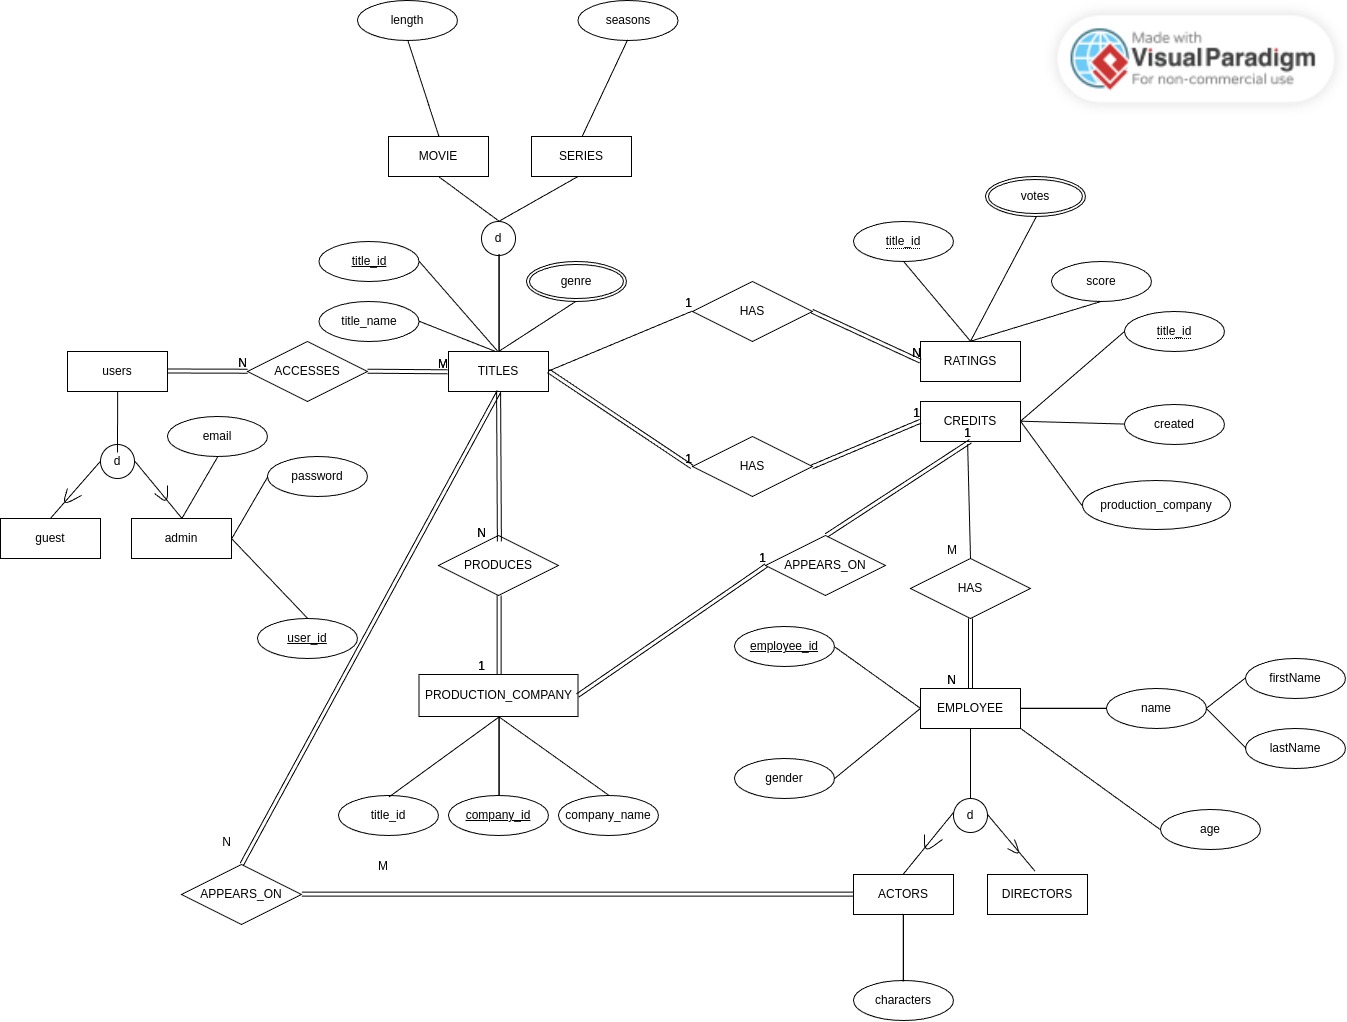 length
seasons
Made with
Visual Paradigm
For non-commercial use
MOVIE
SERIES
votes
d
title_id
title_id
genre
score
title_name
1
HAS
title_id
N
users
N
ACCESSES
M
TITLES
RATINGS
1
CREDITS
1
created
email
d
1
HAS
password
production_company
guest
admin
N
PRODUCES
1
APPEARS_ON
M
HAS
user_id
employee_id
1
PRODUCTION_COMPANY
N
EMPLOYEE
name
firstName
lastName
gender
title_id
company_id
company_name
d
age
N
M
APPEARS_ON
ACTORS
DIRECTORS
characters